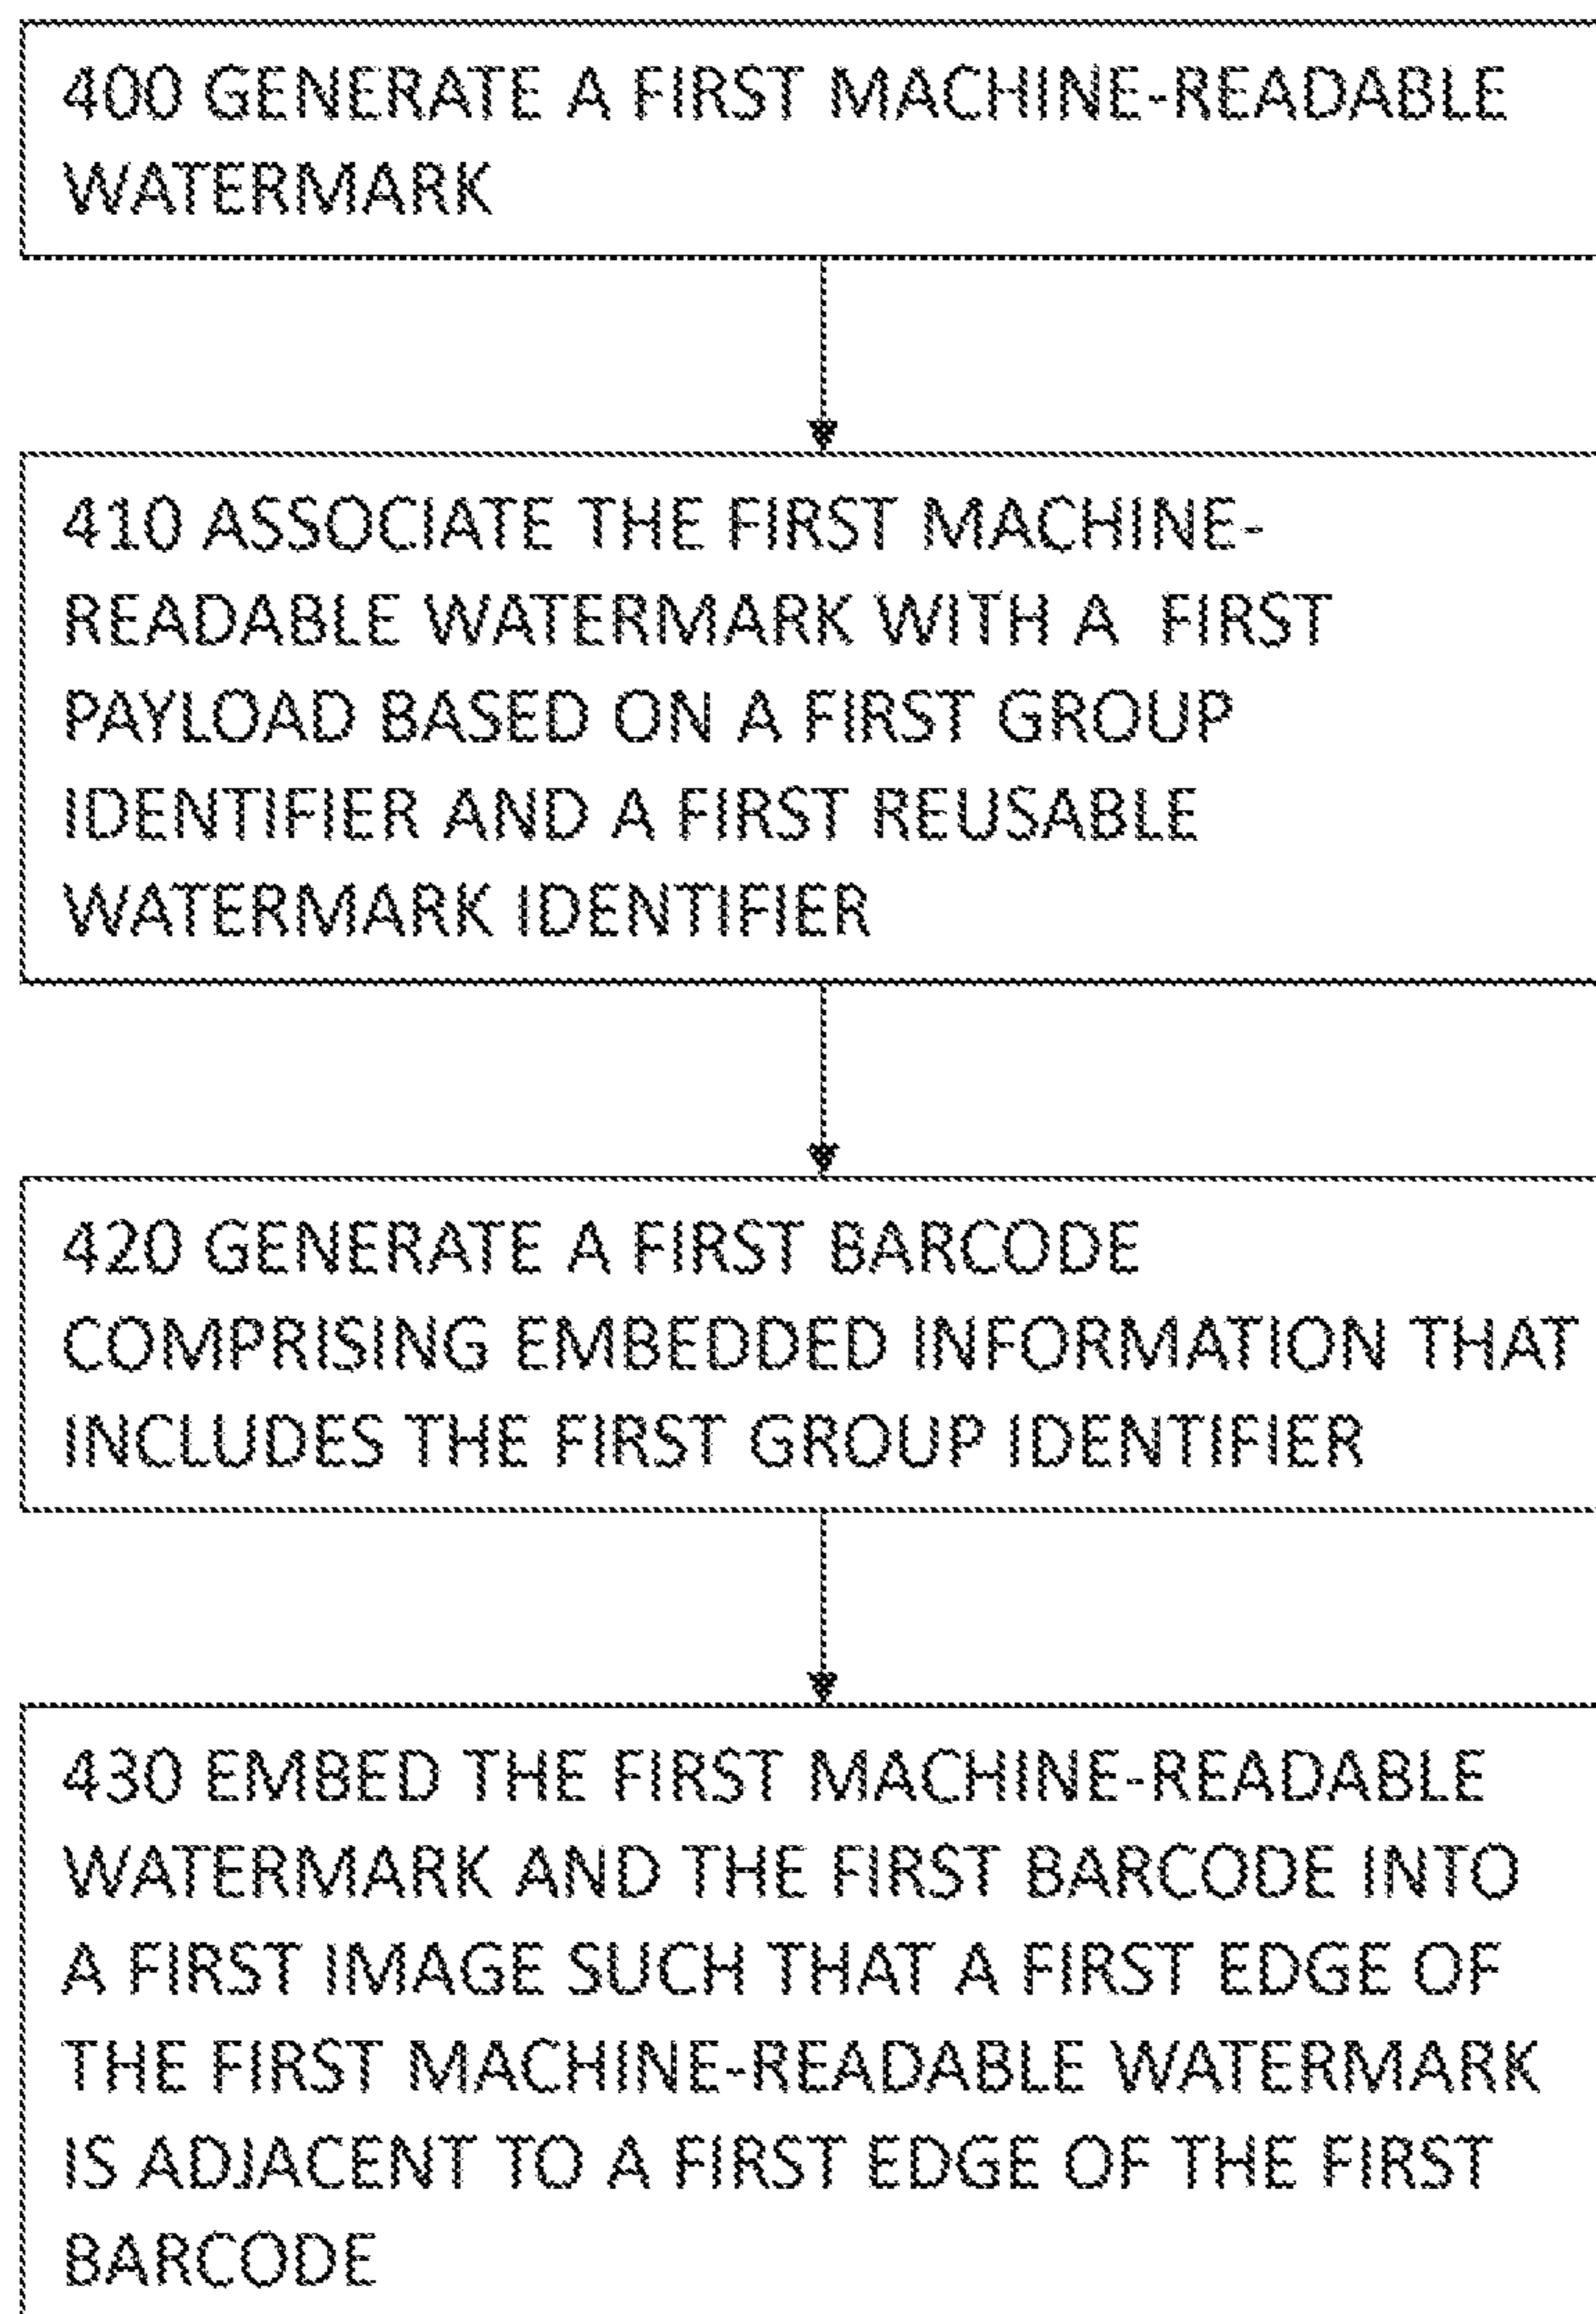 400 GENERATE A FIRST MACHINE-READABLE
WATERMARK
410 ASSOCIATE THE FIRST MACHINE-
READABLE WATERMARK WITH A FIRST
PAYLOAD BASED ON A FIRST GROUP
IDENTIFIER AND A FIRST REUSABLE
WATERMARK IDENTIFIER
420 GENERATE A FIRST BARCODE
COMPRISING EMBEDDED INFORMATION THAT
INCLUDES THE FIRST GROUP IDENTIFIER
430 EMBED THE FIRST MACHINE-READABLE
WATERMARK AND THE FIRST BARCODE INTO
A FIRST IMAGE SUCH THAT A FIRST EDGE OF
THE FIRST MACHINE-READABLE WATERMARK
IS ADJACENT TO A FIRST EDGE OF THE FIRST
BARCODE